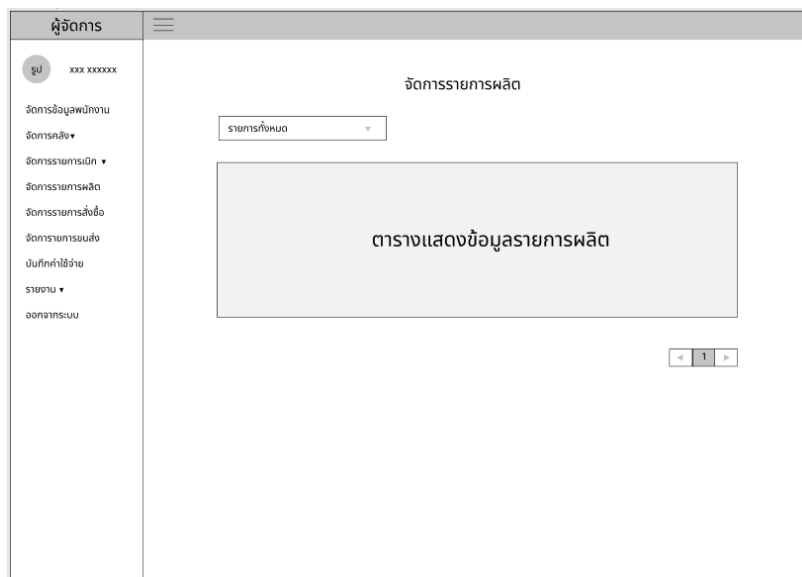 ผู้จัดการ
รูป xxx xxxxxx
จัดการข้อมูลพนักงาน
จัดการคลัง▾
จัดการรายการเบิก ▾
จัดการรายการผลิต
จัดการรายการสั่งซื้อ
จัดการายการขนส่ง
บันทึกค่าใช้จ่าย
รายงาน ▾
ออกจากระบบ
จัดการรายการผลิต
รายการทั้งหมด
ตารางแสดงข้อมูลรายการผลิต
1